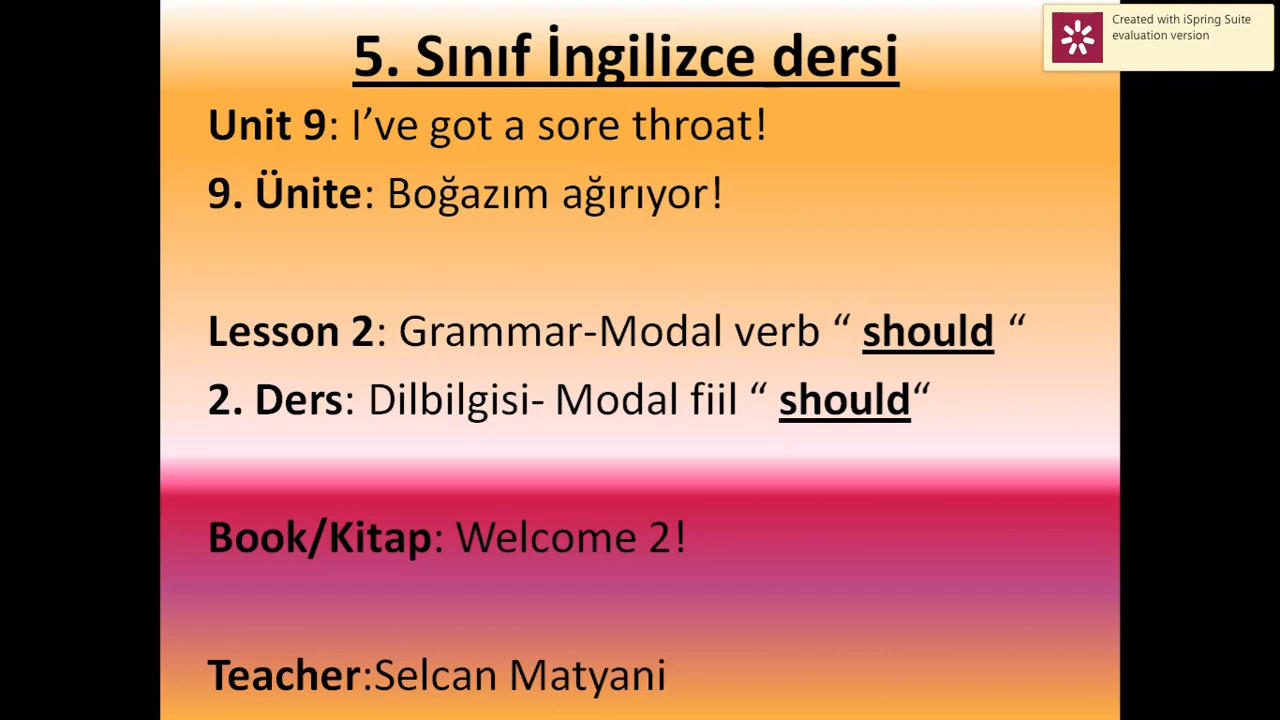 5. Sınıf İngilizce dersi
Created with iSpring Suite
evaluation version
Unit 9: I’ve got a sore throat!
9. Ünite: Boğazım ağırıyor!
Lesson 2: Grammar-Modal verb “ should “
2. Ders: Dilbilgisi- Modal fiil “ should“
Book/Kitap: Welcome 2!
Teacher:Selcan Matyani